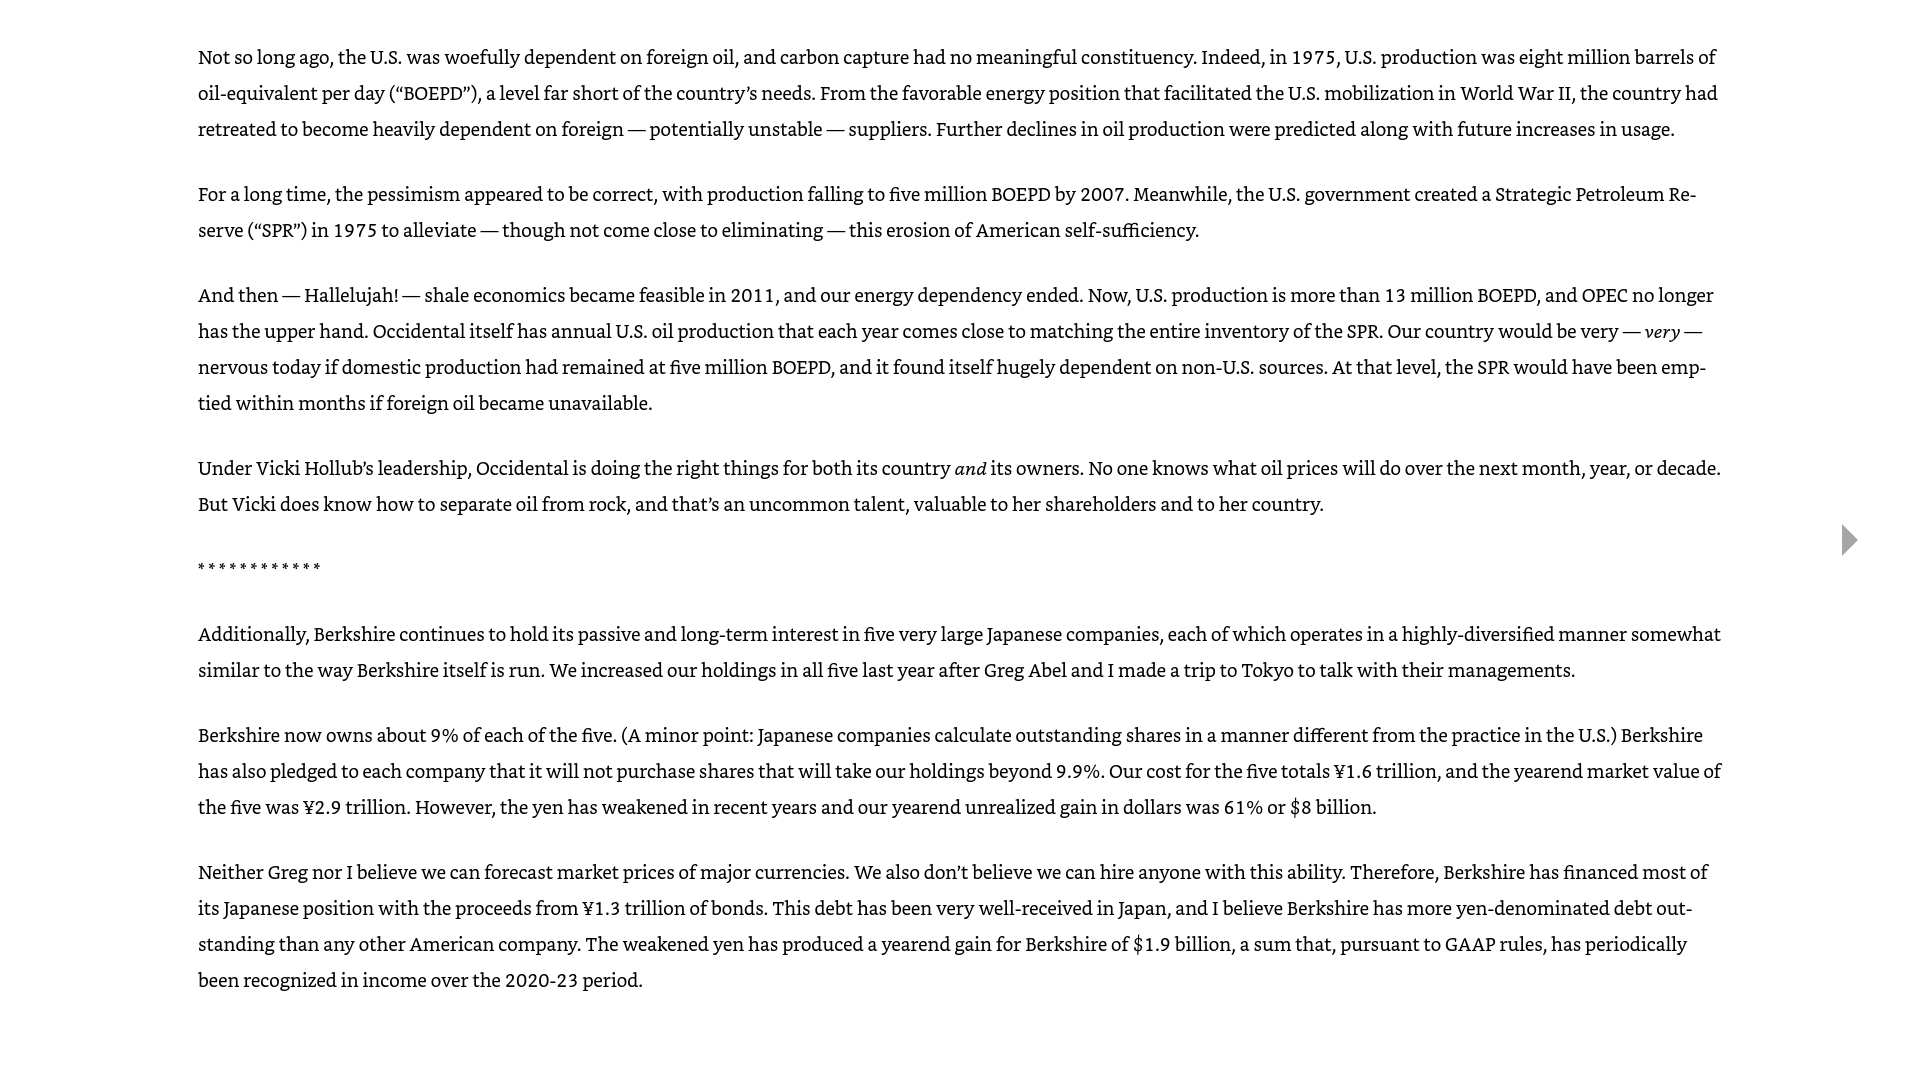 Not so long ago, the U.S. was woefully dependent on foreign oil, and carbon capture had no meaningful constituency. Indeed, in 1975, U.S. production was eight million barrels of
oil-equivalent per day (“BOEPD”), a level far short of the country’s needs. From the favorable energy position that facilitated the U.S. mobilization in World War II, the country had
retreated to become heavily dependent on foreign — potentially unstable — suppliers. Further declines in oil production were predicted along with future increases in usage.
For a long time, the pessimism appeared to be correct, with production falling to five million BOEPD by 2007. Meanwhile, the U.S. government created a Strategic Petroleum Re-
serve (“SPR”) in 1975 to alleviate — though not come close to eliminating — this erosion of American self-sufficiency.
And then — Hallelujah! — shale economics became feasible in 2011, and our energy dependency ended. Now, U.S. production is more than 13 million BOEPD, and OPEC no longer
has the upper hand. Occidental itself has annual U.S. oil production that each year comes close to matching the entire inventory of the SPR. Our country would be very — very —
nervous today if domestic production had remained at five million BOEPD, and it found itself hugely dependent on non-U.S. sources. At that level, the SPR would have been emp-
tied within months if foreign oil became unavailable.
Under Vicki Hollub’s leadership, Occidental is doing the right things for both its country and its owners. No one knows what oil prices will do over the next month, year, or decade.
But Vicki does know how to separate oil from rock, and that’s an uncommon talent, valuable to her shareholders and to her country.
* * * * * * * * * * * *
Additionally, Berkshire continues to hold its passive and long-term interest in five very large Japanese companies, each of which operates in a highly-diversified manner somewhat
similar to the way Berkshire itself is run. We increased our holdings in all five last year after Greg Abel and I made a trip to Tokyo to talk with their managements.
Berkshire now owns about 9% of each of the five. (A minor point: Japanese companies calculate outstanding shares in a manner different from the practice in the U.S.) Berkshire
has also pledged to each company that it will not purchase shares that will take our holdings beyond 9.9%. Our cost for the five totals ¥1.6 trillion, and the yearend market value of
the five was ¥2.9 trillion. However, the yen has weakened in recent years and our yearend unrealized gain in dollars was 61% or $8 billion.
Neither Greg nor I believe we can forecast market prices of major currencies. We also don’t believe we can hire anyone with this ability. Therefore, Berkshire has financed most of
its Japanese position with the proceeds from ¥1.3 trillion of bonds. This debt has been very well-received in Japan, and I believe Berkshire has more yen-denominated debt out-
standing than any other American company. The weakened yen has produced a yearend gain for Berkshire of $1.9 billion, a sum that, pursuant to GAAP rules, has periodically
been recognized in income over the 2020-23 period.